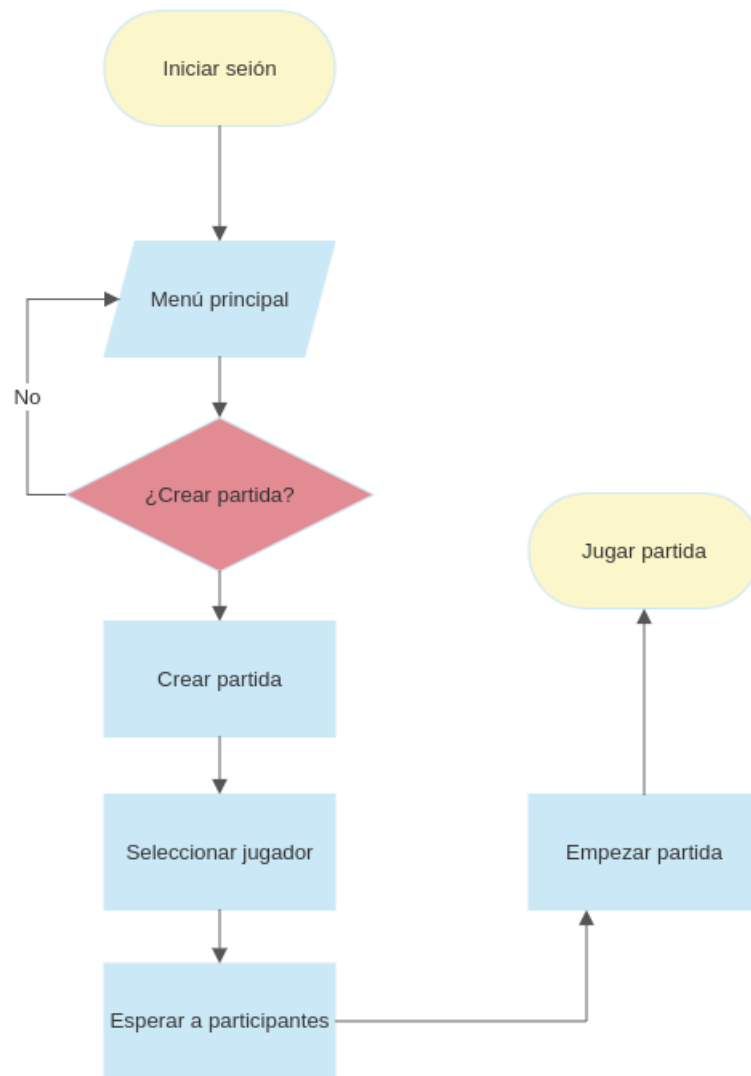 Iniciar seión
Menú principal
No
¿Crear partida?
Crear partida
Seleccionar jugador
Esperar a participantes
Empezar partida
Jugar partida